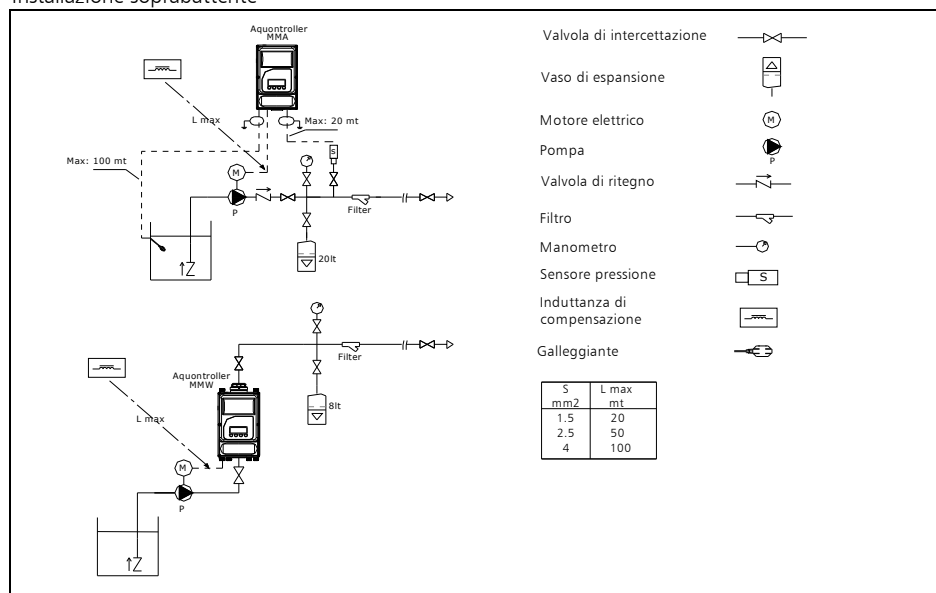 Installazione soprabattente
Aquontroller
MMA
L max
Max: 20 mt
Max: 100 mt
S
M
P
Filter
20lt
Aquontroller
MMW
L max
Filter
8lt
M
P
Valvola di intercettazione
Vaso di espansione
Motore elettrico
M
Pompa
P
Valvola di ritegno
Filtro
Manometro
Sensore pressione
S
Induttanza di
compensazione
Galleggiante
S L max
mm2 mt
1.5 20
2.5 50
4 100